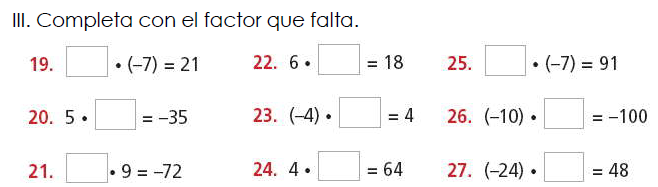 III. Completa con el factor que falta.
19. □ • (–7) = 21 22. 6 • □ = 18 25. □ • (–7) = 91
20. 5 • □ = –35 23. (–4) • □ = 4 26. (–10) • □ = –100
21. □ • 9 = –72 24. 4 • □ = 64 27. (–24) • □ = 48